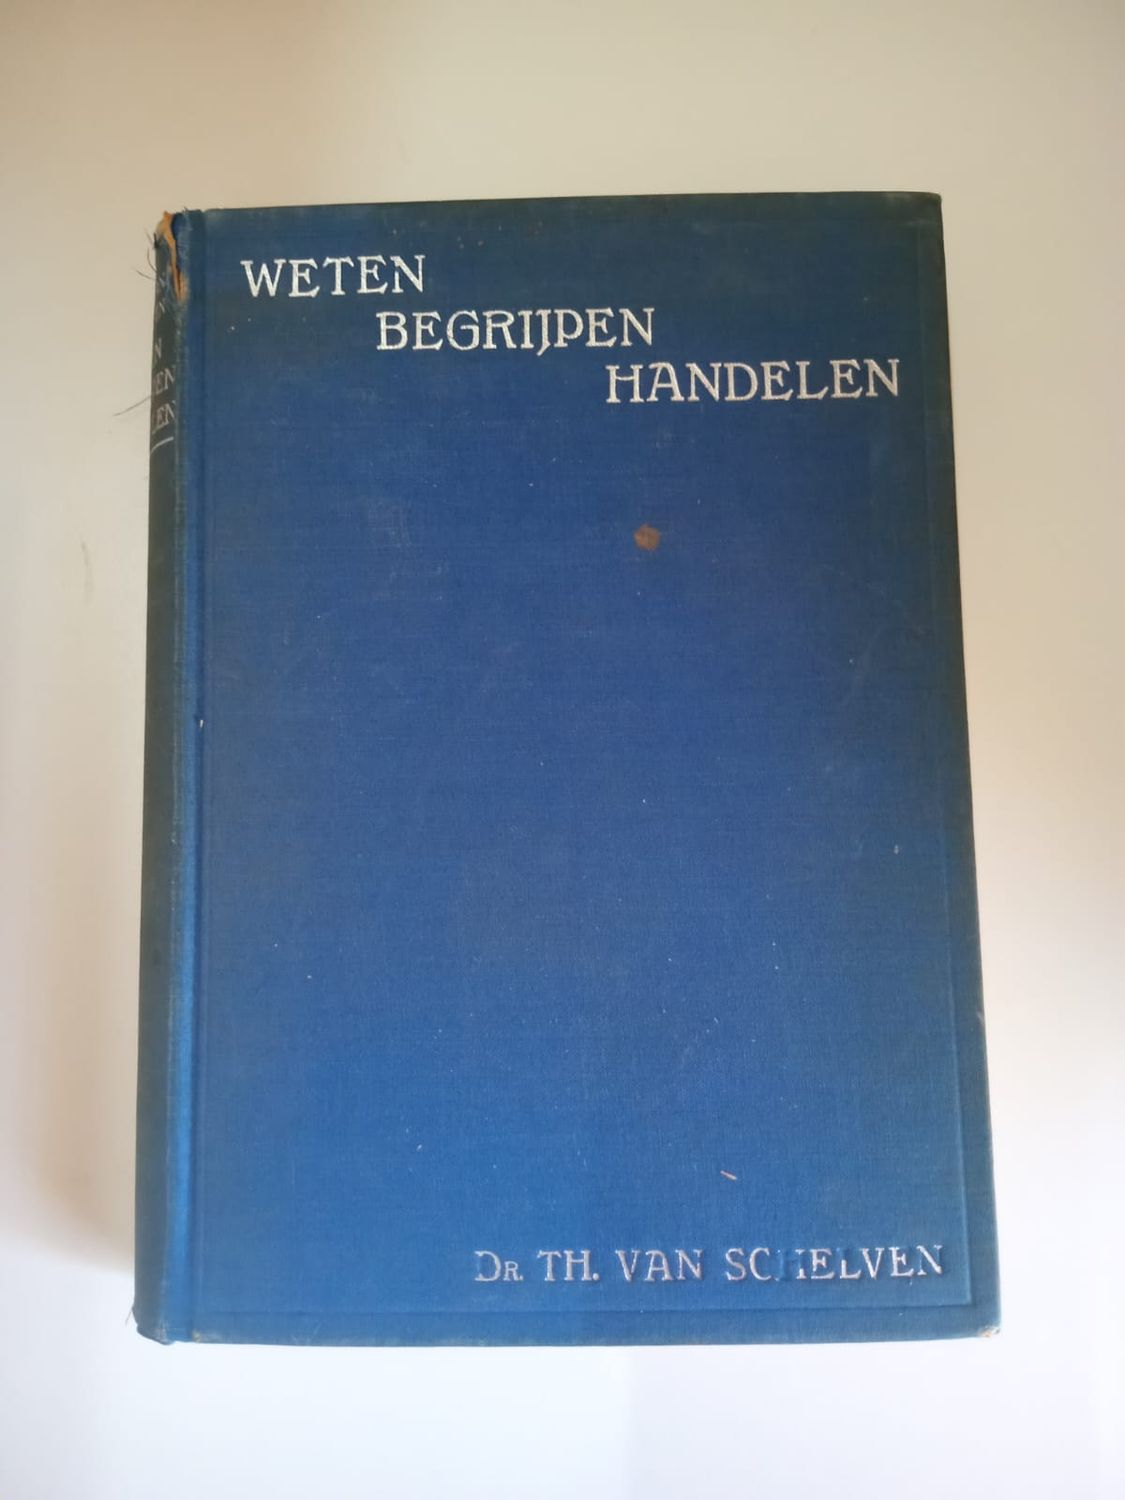 WETEN
BEGRIJPEN
HANDELEN
DR. TH. VAN SCHELVEN